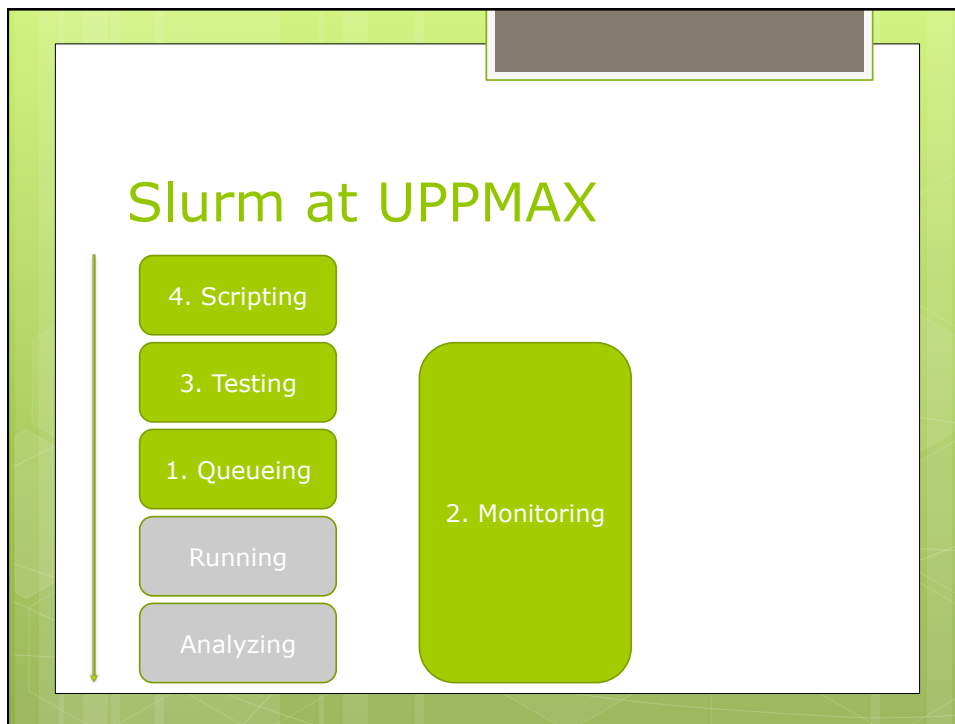 Slurm at UPPMAX
4. Scripting
3. Testing
1. Queueing
2. Monitoring
Running
Analyzing